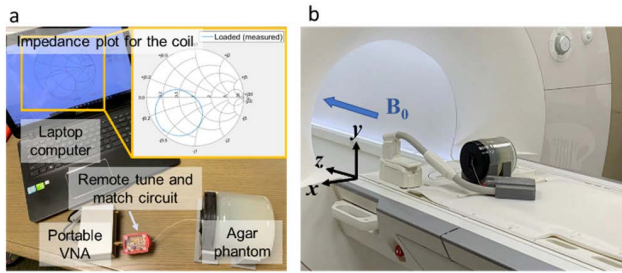 a
Impedance plot for the coil
Loaded (measured)
Laptop
computer
Remote tune and
match circuit
Portable
VNA
Agar
phantom
b
B₀
y
z
x